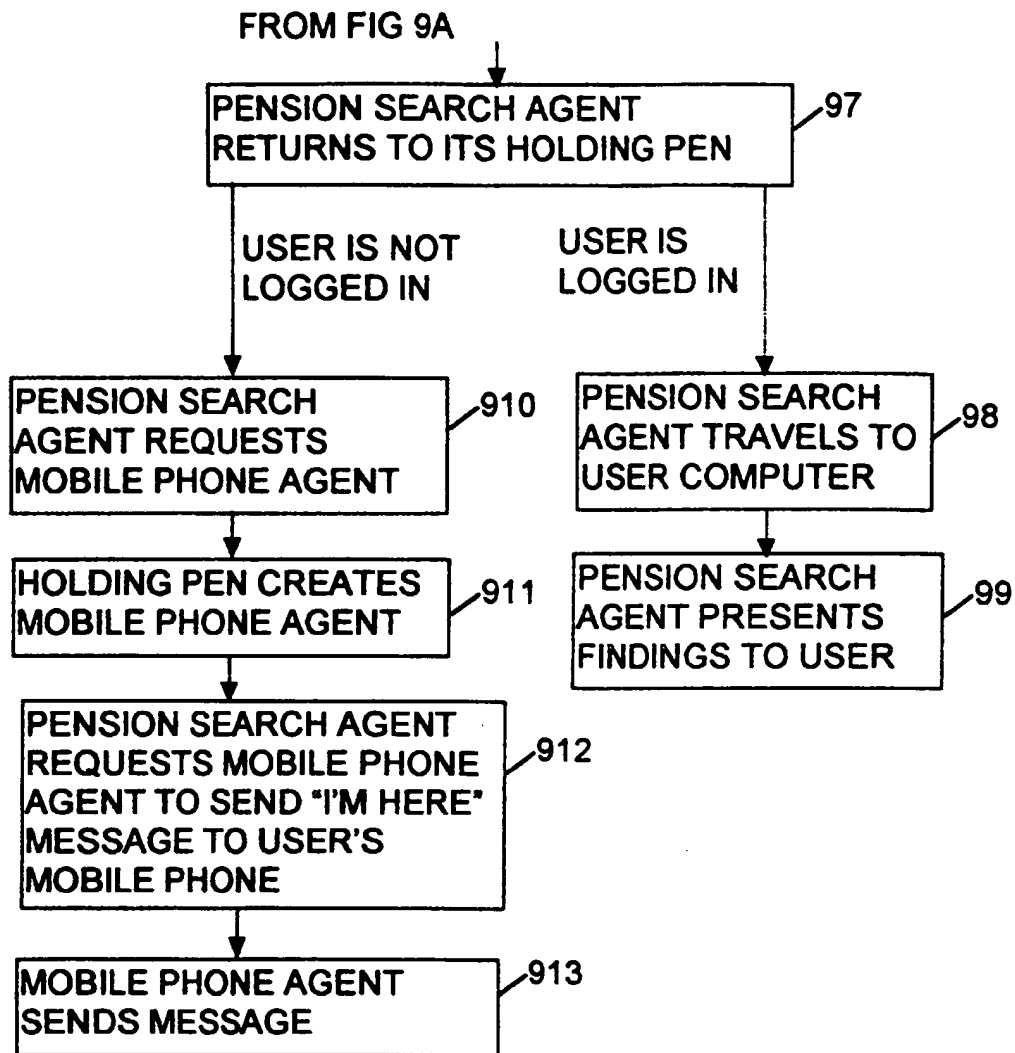 FROM FIG 9A
PENSION SEARCH AGENT
RETURNS TO ITS HOLDING PEN
97
USER IS NOT
LOGGED IN
USER IS
LOGGED IN
PENSION SEARCH
AGENT REQUESTS
MOBILE PHONE AGENT
910
PENSION SEARCH
AGENT TRAVELS TO
USER COMPUTER
98
HOLDING PEN CREATES
MOBILE PHONE AGENT
911
PENSION SEARCH
AGENT PRESENTS
FINDINGS TO USER
99
PENSION SEARCH AGENT
REQUESTS MOBILE PHONE
AGENT TO SEND "I'M HERE"
MESSAGE TO USER'S
MOBILE PHONE
912
MOBILE PHONE AGENT
SENDS MESSAGE
913